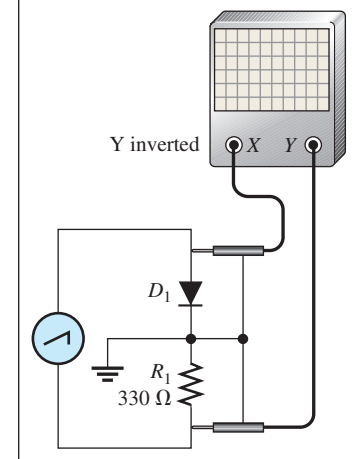 Y inverted X Y
D1
R1
330 Ω